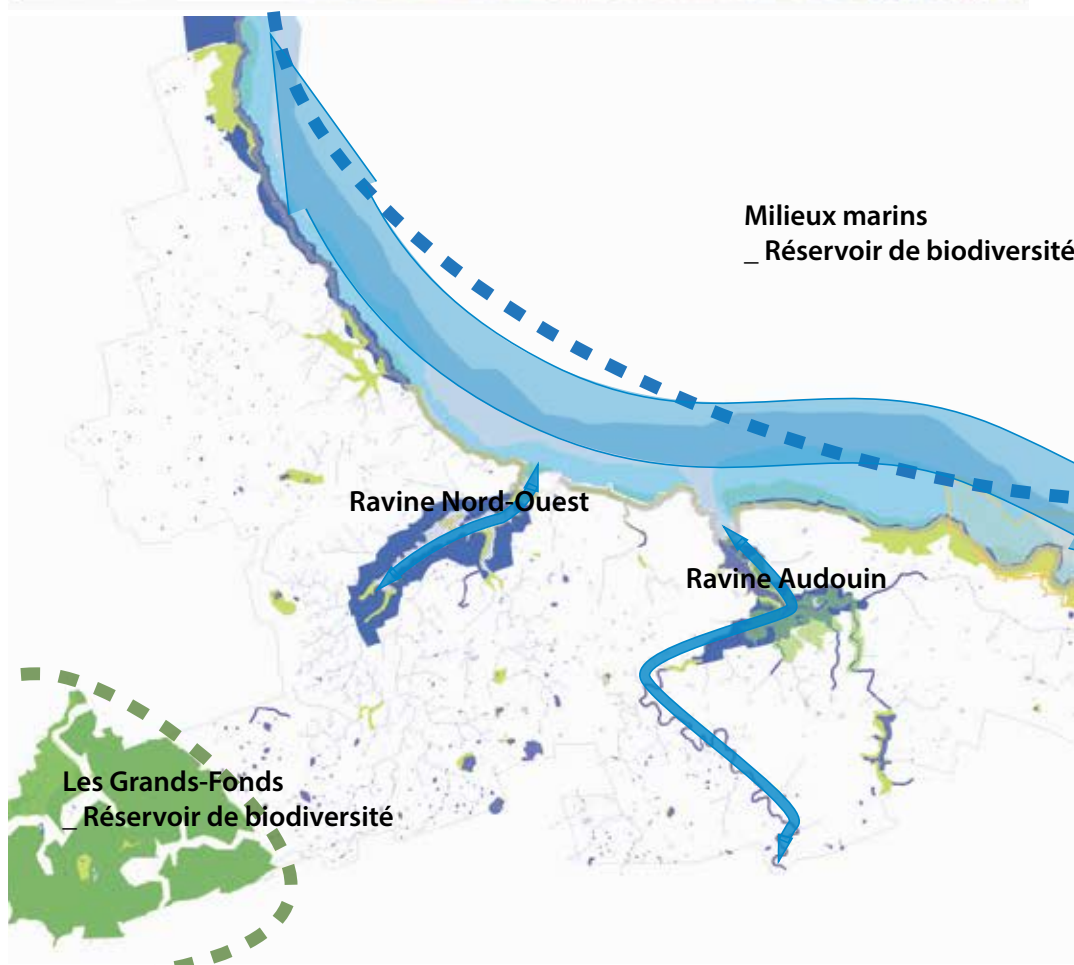 Milieux marins
_ Réservoir de biodiversité
Ravine Nord-Ouest
Ravine Audouin
Les Grands-Fonds
_ Réservoir de biodiversité